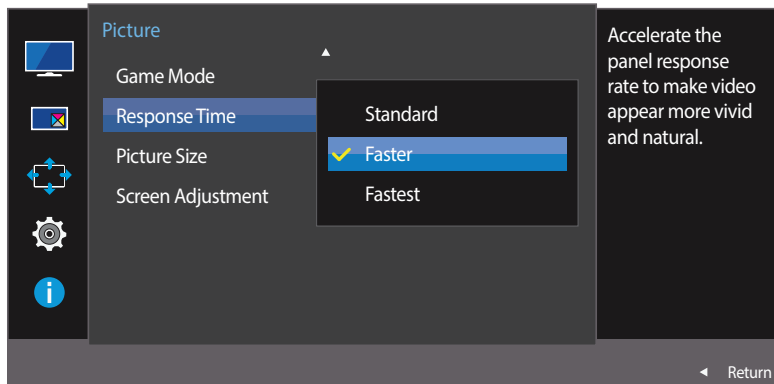 Picture
Game Mode
Response Time
Picture Size
Screen Adjustment
Standard
Faster
Fastest
Accelerate the
panel response
rate to make video
appear more vivid
and natural.
Return